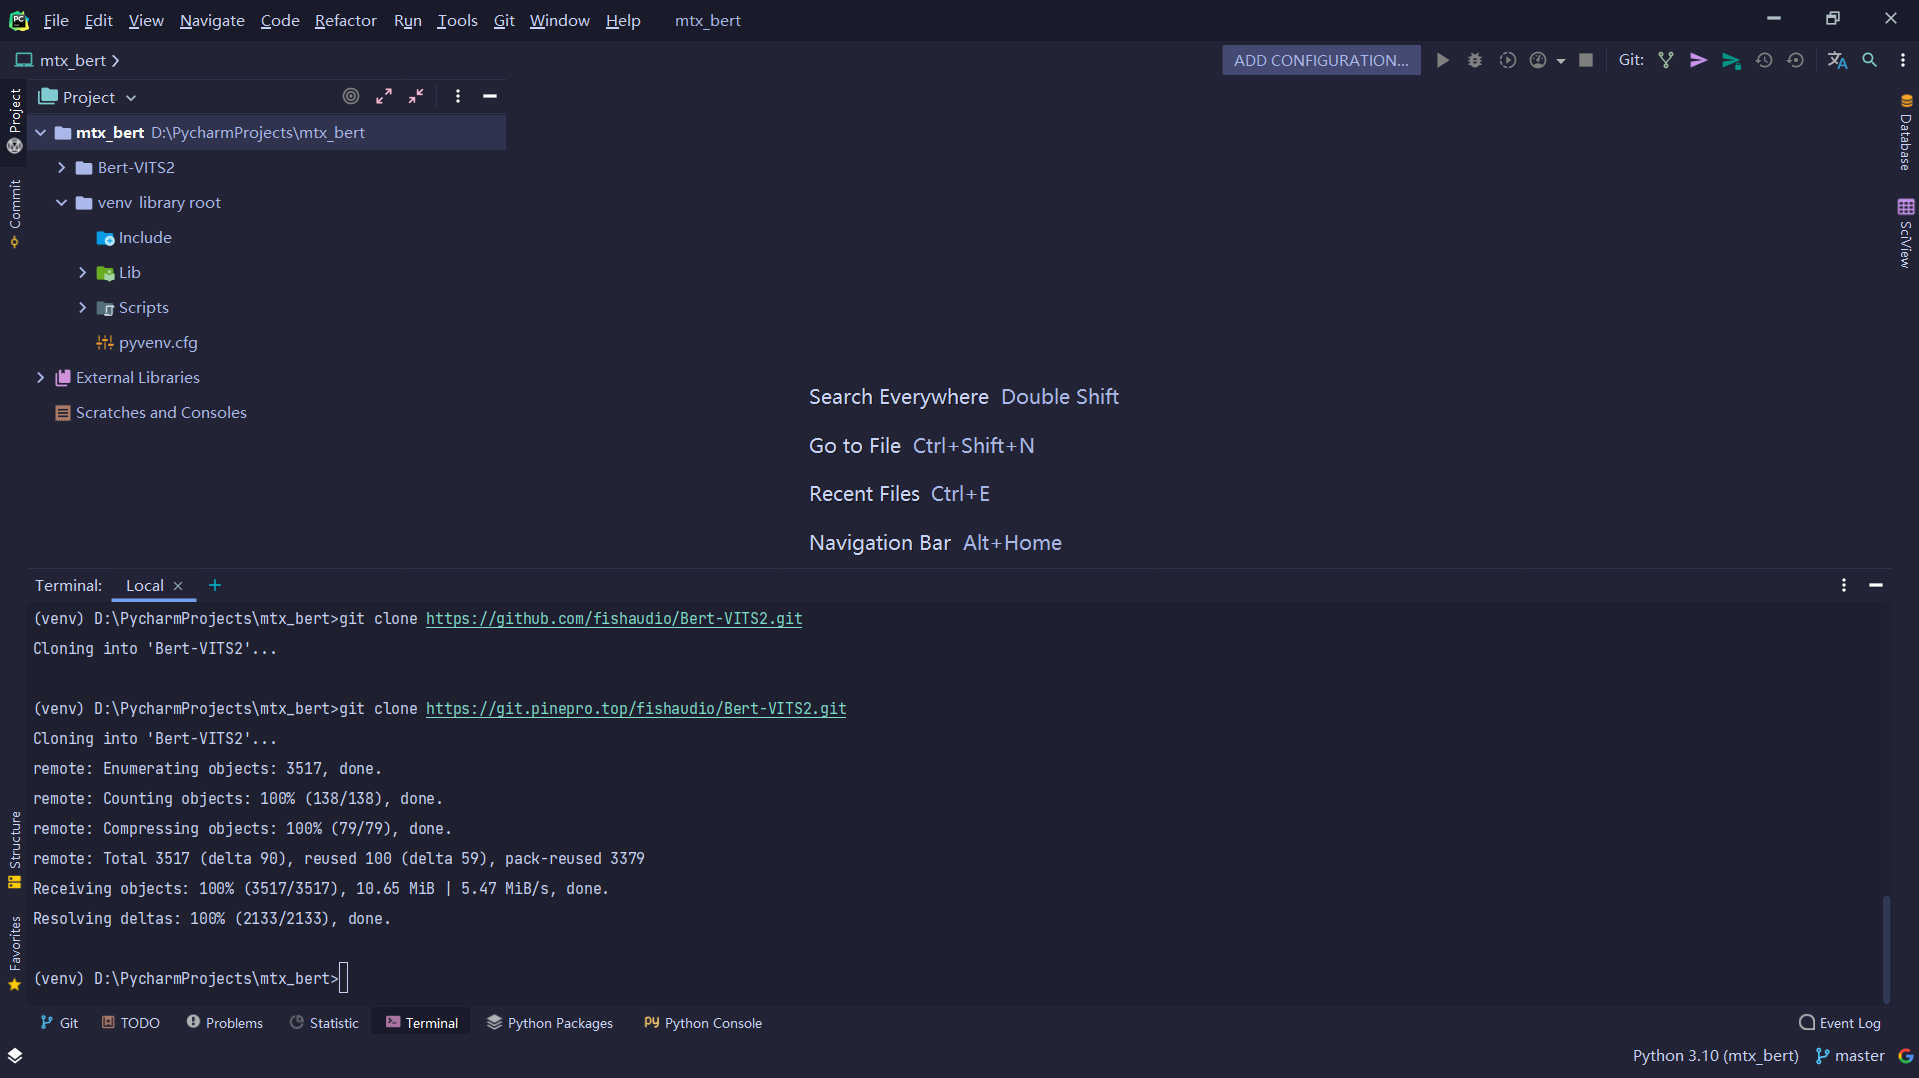 PC File Edit View Navigate Code Refactor Run Tools Git Window Help mtx_bert
mtx_bert ADD CONFIGURATION... Git:
Project
mtx_bert D:\PycharmProjects\mtx_bert
Bert-VITS2
venv library root
Include
Lib
Scripts
pyvenv.cfg
External Libraries
Scratches and Consoles
Project
Commit
Structure
Favorites
Database
SciView
Search Everywhere Double Shift
Go to File Ctrl+Shift+N
Recent Files Ctrl+E
Navigation Bar Alt+Home
Terminal: Local
(venv) D:\PycharmProjects\mtx_bert>git clone https://github.com/fishaudio/Bert-VITS2.git
Cloning into 'Bert-VITS2'...
(venv) D:\PycharmProjects\mtx_bert>git clone https://git.pinepro.top/fishaudio/Bert-VITS2.git
Cloning into 'Bert-VITS2'...
remote: Enumerating objects: 3517, done.
remote: Counting objects: 100% (138/138), done.
remote: Compressing objects: 100% (79/79), done.
remote: Total 3517 (delta 90), reused 100 (delta 59), pack-reused 3379
Receiving objects: 100% (3517/3517), 10.65 MiB | 5.47 MiB/s, done.
Resolving deltas: 100% (2133/2133), done.
(venv) D:\PycharmProjects\mtx_bert>
Git TODO Problems Statistic Terminal Python Packages Python Console Event Log
Python 3.10 (mtx_bert) master